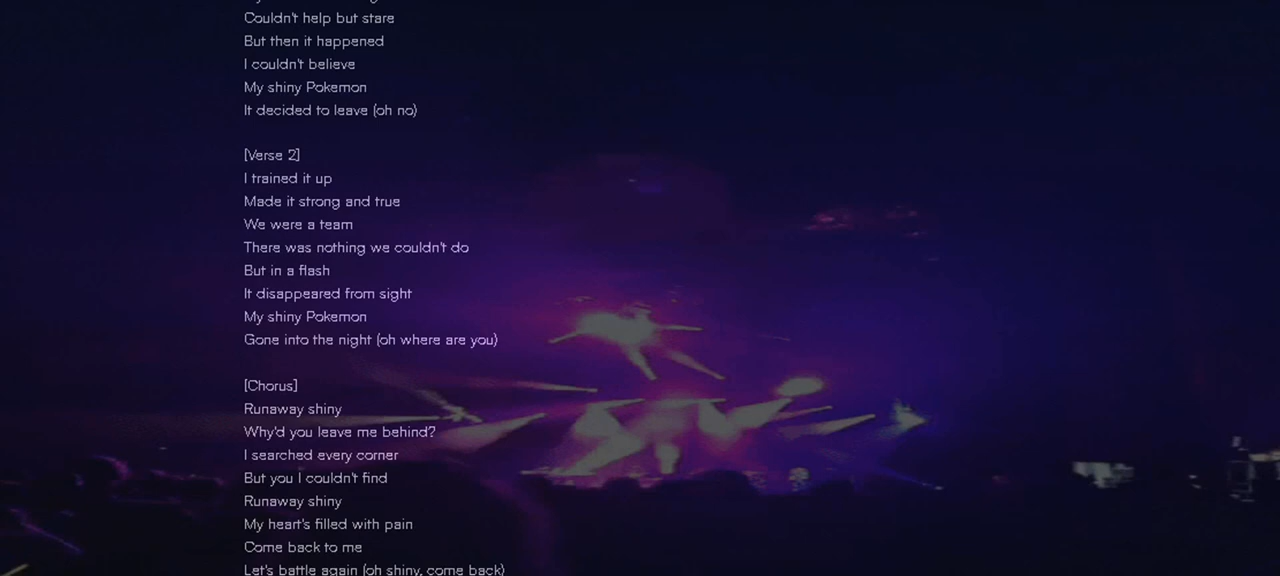 Couldn't help but stare
But then it happened
I couldn't believe
My shiny Pokemon
It decided to leave (oh no)
[Verse 2]
I trained it up
Made it strong and true
We were a team
There was nothing we couldn't do
But in a flash
It disappeared from sight
My shiny Pokemon
Gone into the night (oh where are you)
[Chorus]
Runaway shiny
Why'd you leave me behind?
I searched every corner
But you I couldn't find
Runaway shiny
My heart's filled with pain
Come back to me
Let's battle again (oh shiny, come back)